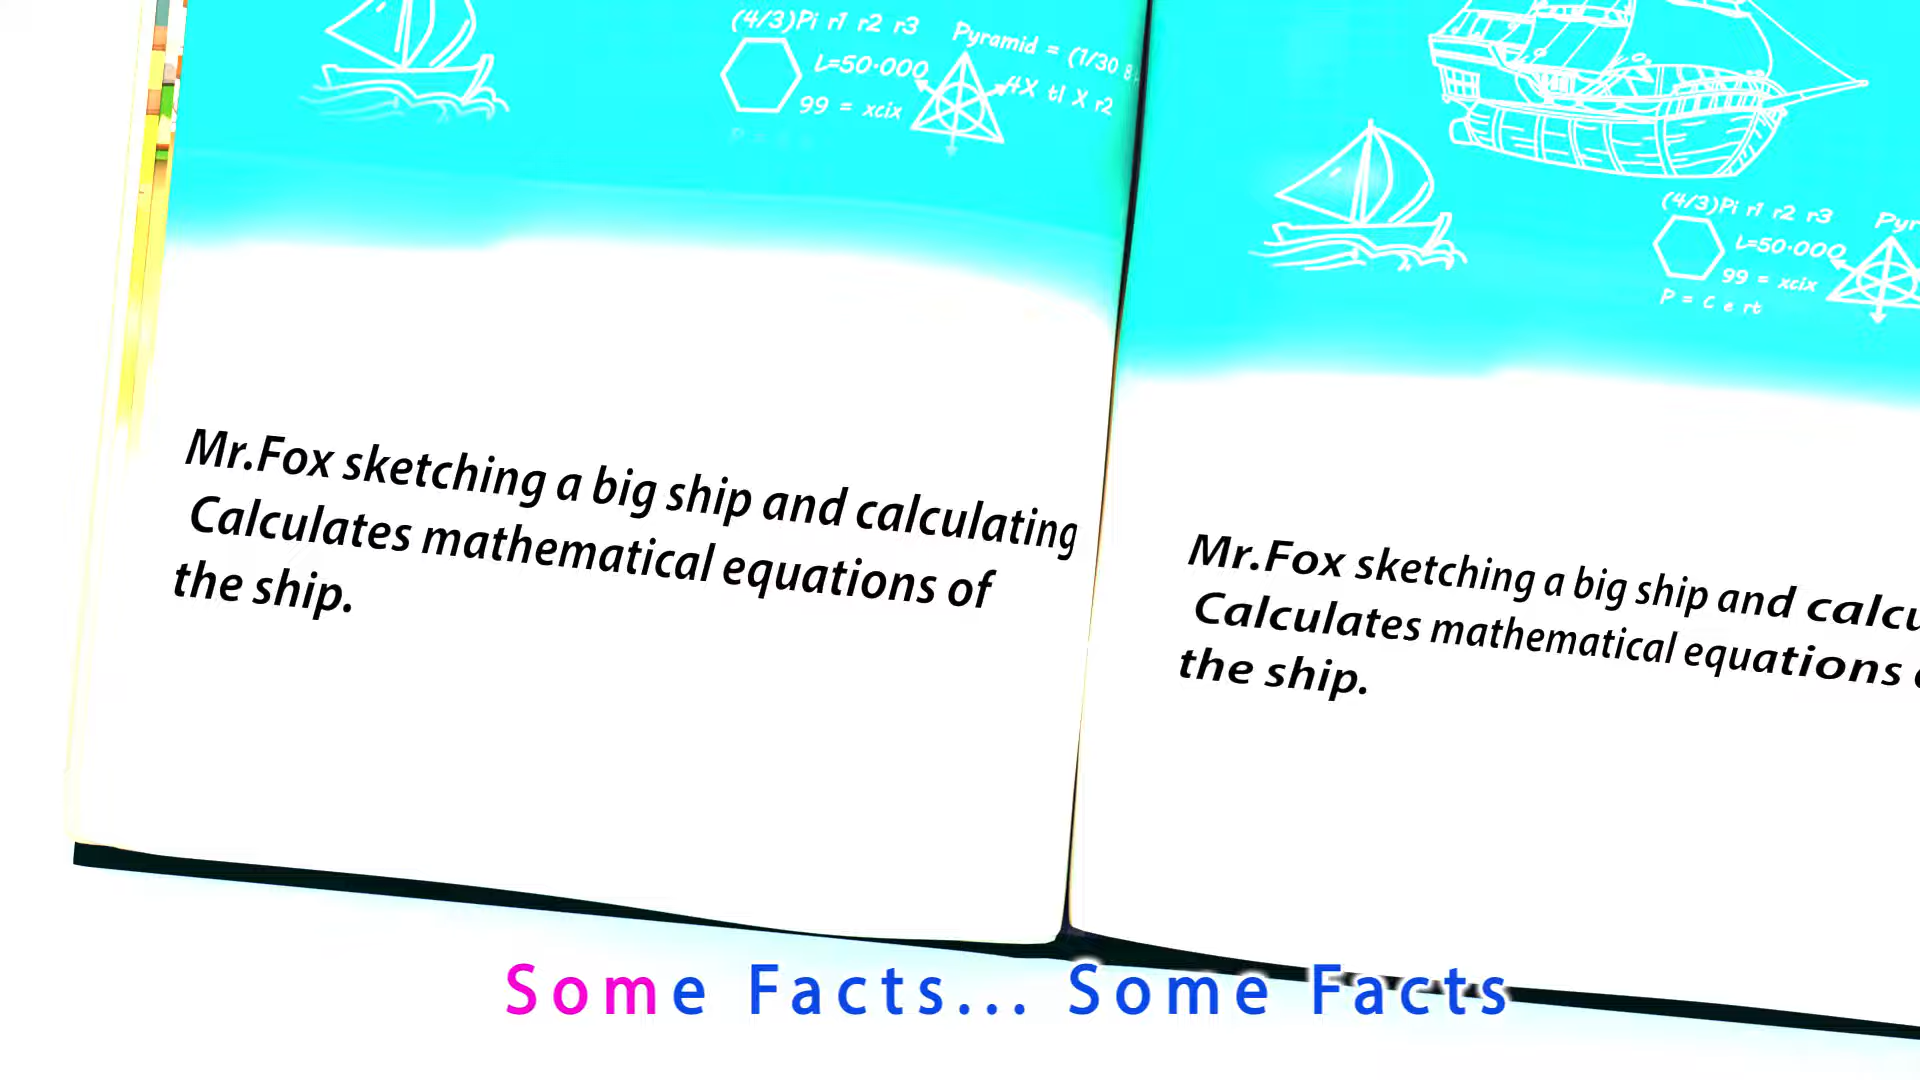 (4/3)Pi r1 r2 r3
Pyramid = (1/30
L=50.000
4X tl X r2
99 = xcix
Mr.Fox sketching a big ship and calculating
Calculates mathematical equations of
the ship.
(4/3)Pi r1 r2 r3
L=50.000
99 = xcix
P = C e rt
Mr.Fox sketching a big ship and
Calculates mathematical equations
the ship.
Some Facts... Some Facts